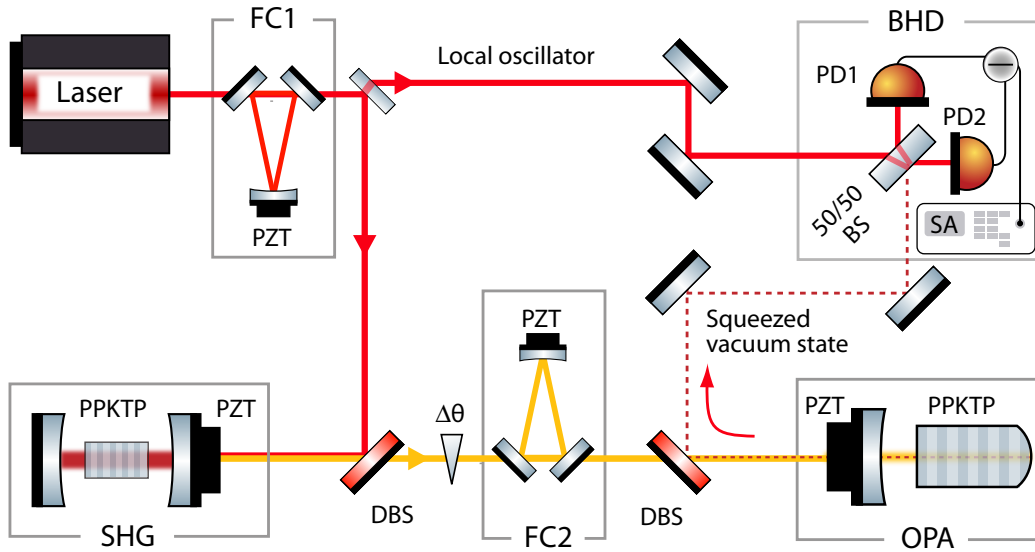 FC1
BHD
Laser
Local oscillator
PD1
PD2
PZT
50/50
BS
SA
PZT
Squeezed
vacuum state
PPKTP
PZT
Δθ
PZT
PPKTP
DBS
DBS
SHG
FC2
OPA